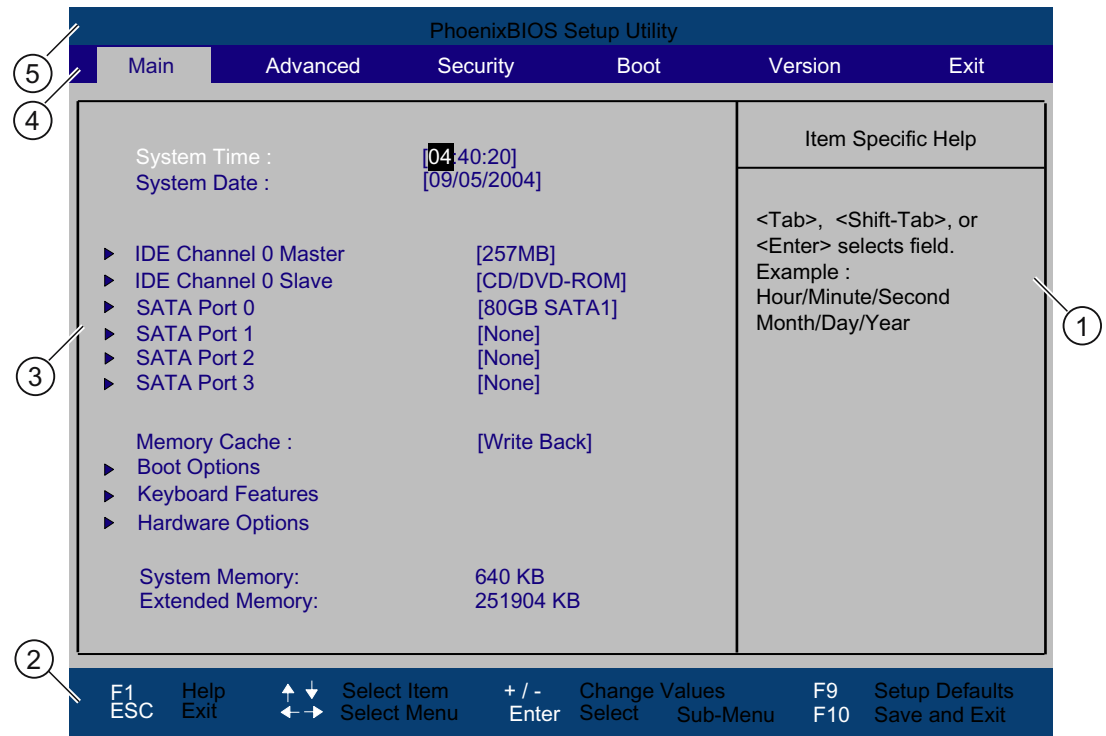 PhoenixBIOS Setup Utility
5
Main Advanced Security Boot Version Exit
4
System Time : [04:40:20]
System Date : [09/05/2004]
IDE Channel 0 Master [257MB]
IDE Channel 0 Slave [CD/DVD-ROM]
SATA Port 0 [80GB SATA1]
SATA Port 1 [None]
SATA Port 2 [None]
SATA Port 3 [None]
3
Memory Cache : [Write Back]
Boot Options
Keyboard Features
Hardware Options
System Memory: 640 KB
Extended Memory: 251904 KB
Item Specific Help
<Tab>, <Shift-Tab>, or
<Enter> selects field.
Example :
Hour/Minute/Second
Month/Day/Year
1
2
F1 Help Select Item + / - Change Values F9 Setup Defaults
ESC Exit Select Menu Enter Select Sub-Menu F10 Save and Exit